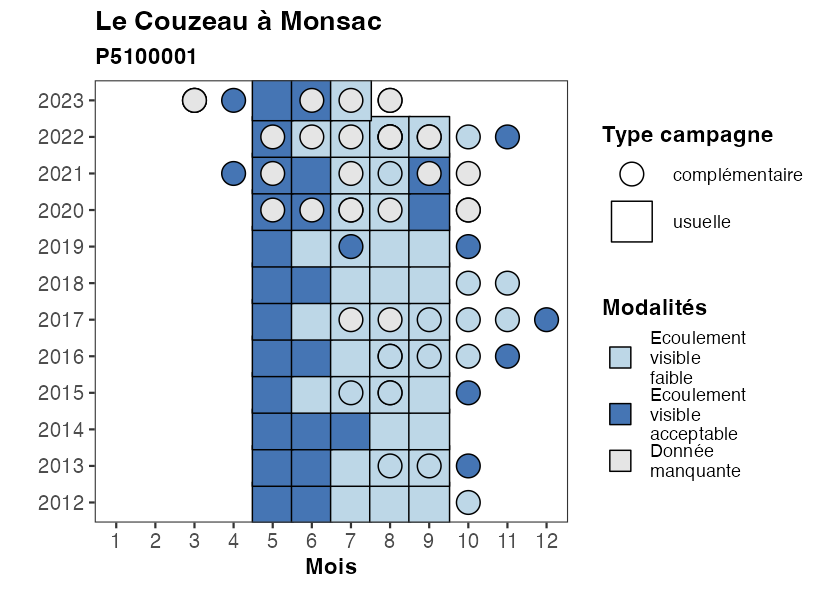 Le Couzeau à Monsac
P5100001
2023
2022
2021
2020
2019
2018
2017
2016
2015
2014
2013
2012
1 2 3 4 5 6 7 8 9 10 11 12
Mois
Type campagne
complémentaire
usuelle
Modalités
Ecoulement
visible
faible
Ecoulement
visible
acceptable
Donnée
manquante